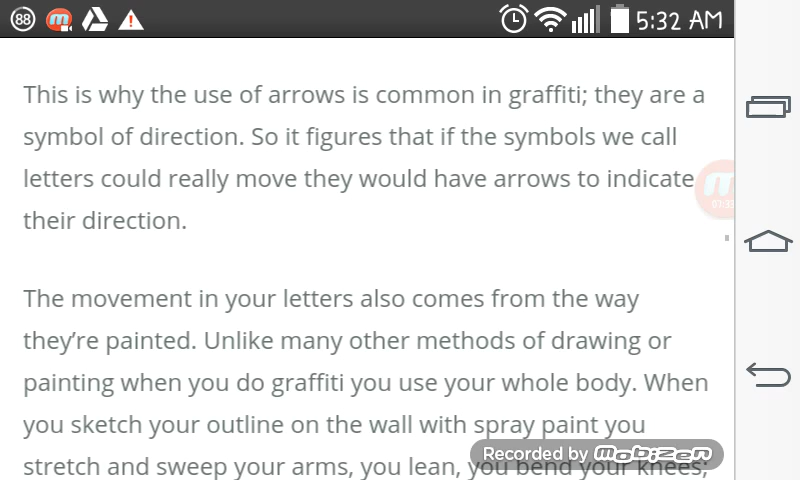 88
5:32 AM
This is why the use of arrows is common in graffiti; they are a
symbol of direction. So it figures that if the symbols we call
letters could really move they would have arrows to indicate
their direction.
The movement in your letters also comes from the way
they’re painted. Unlike many other methods of drawing or
painting when you do graffiti you use your whole body. When
you sketch your outline on the wall with spray paint you
stretch and sweep your arms, you lean, you bend your knees;
Recorded by mobizen